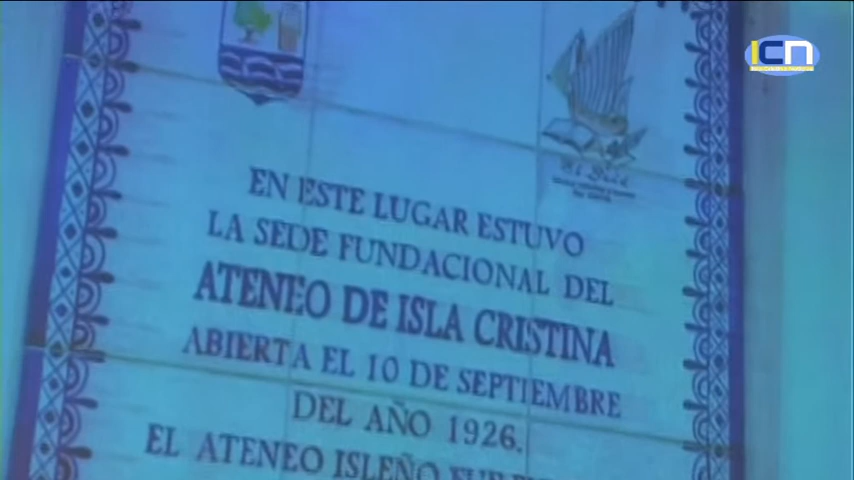 ICN
EN ESTE LUGAR ESTUVO
LA SEDE FUNDACIONAL DEL
ATENEO DE ISLA CRISTINA
ABIERTA EL 10 DE SEPTIEMBRE
DEL AÑO 1926.
EL ATENEO ISLEÑO